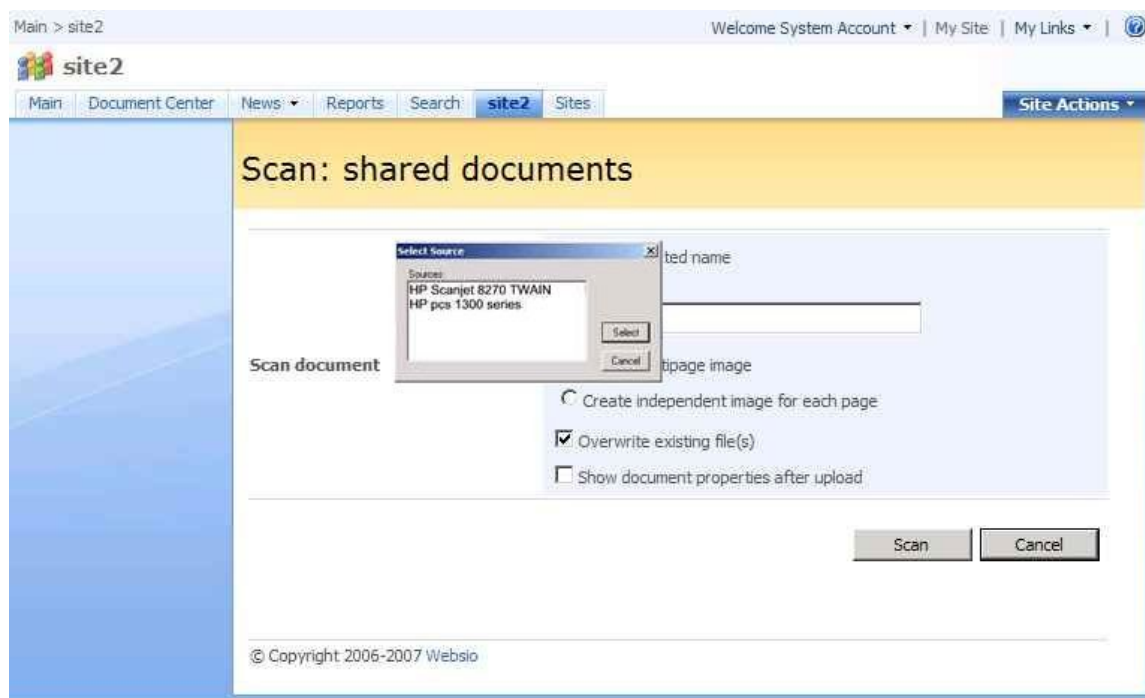 Main > site2
Welcome System Account | My Site | My Links |
site2
Main Document Center News Reports Search site2 Sites
Site Actions
Scan: shared documents
Select Source
Sources:
HP Scanjet 8270 TWAIN
HP pcs 1300 series
Select
Cancel
ted name
Scan document
tipage image
Create independent image for each page
Overwrite existing file(s)
Show document properties after upload
Scan
Cancel
© Copyright 2006-2007 Websio